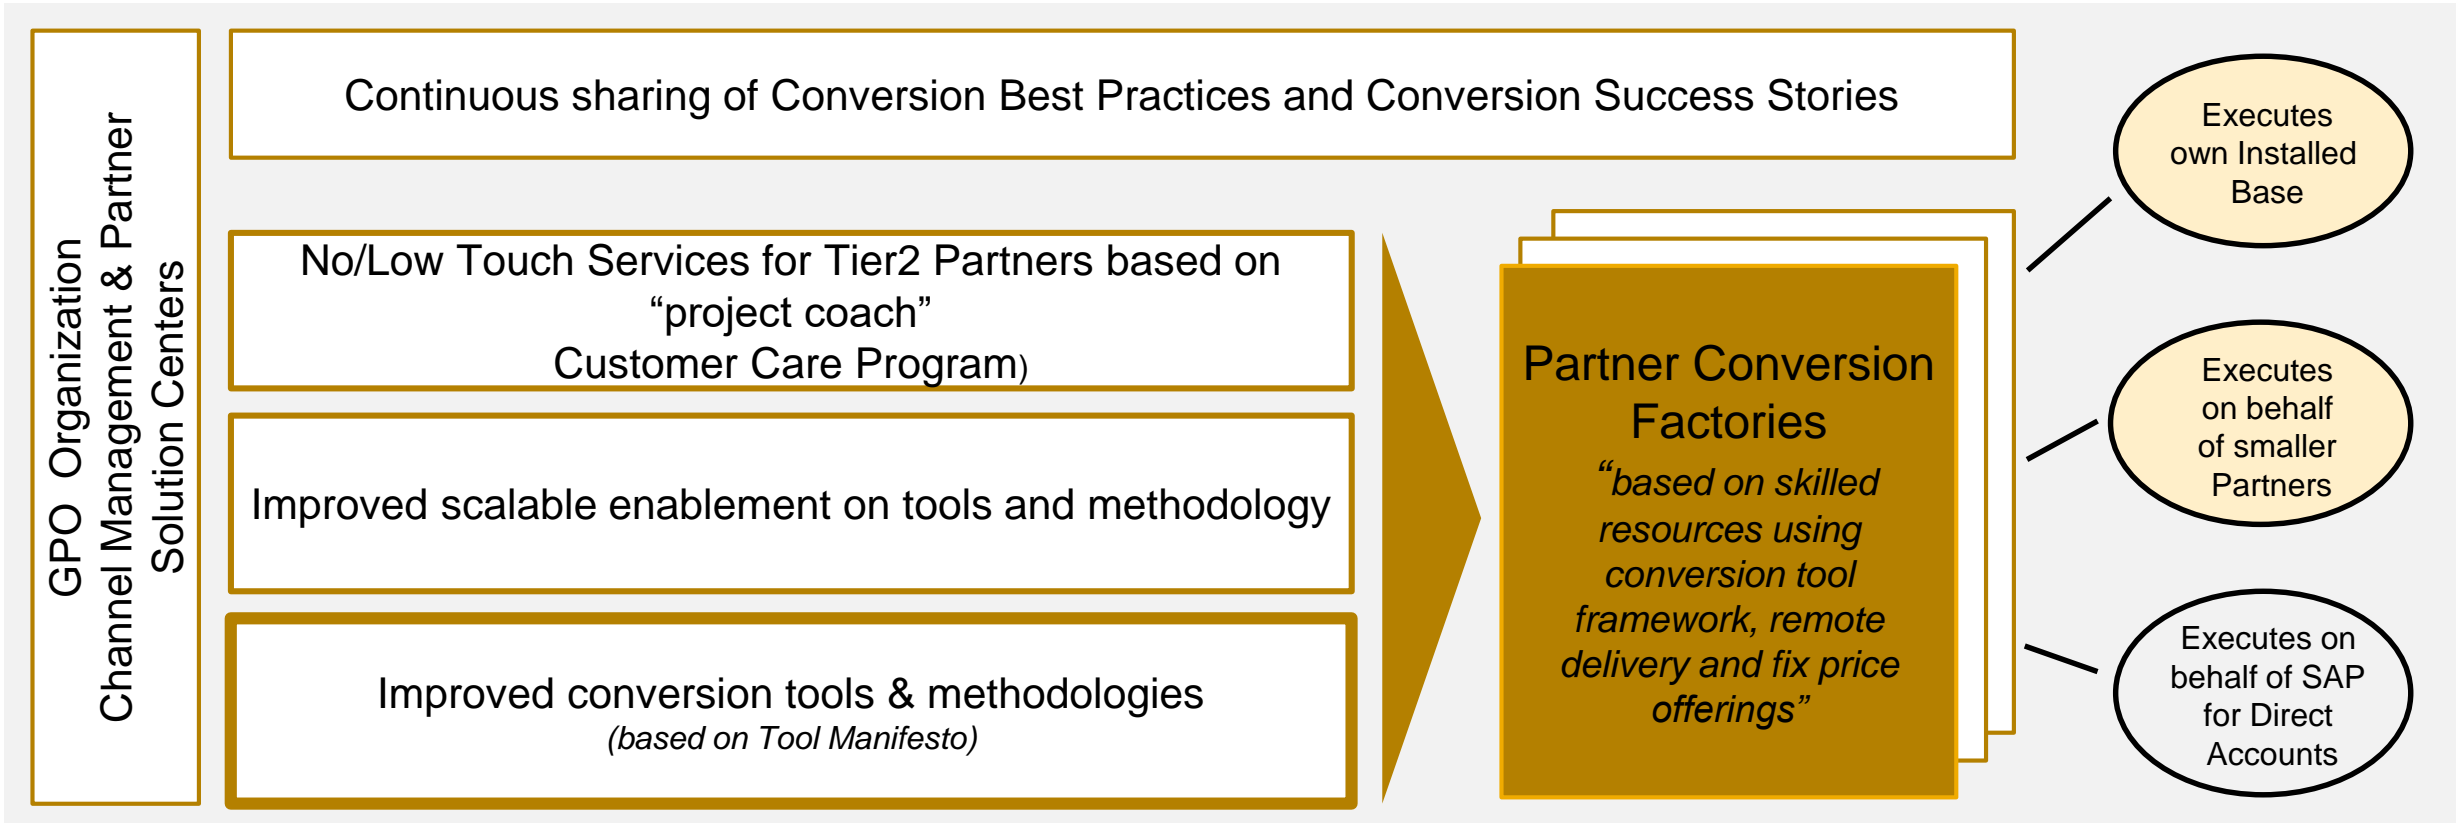 GPO  Organization
Channel Management & Partner
Solution Centers
Continuous sharing of Conversion Best Practices and Conversion Success Stories
No/Low Touch Services for Tier2 Partners based on
“project coach”
Customer Care Program)
Improved scalable enablement on tools and methodology
Improved conversion tools & methodologies
(based on Tool Manifesto)
Partner Conversion
Factories
“based on skilled
resources using
conversion tool
framework, remote
delivery and fix price
offerings”
Executes
own Installed
Base
Executes
on behalf
of smaller
Partners
Executes on
behalf of SAP
for Direct
Accounts